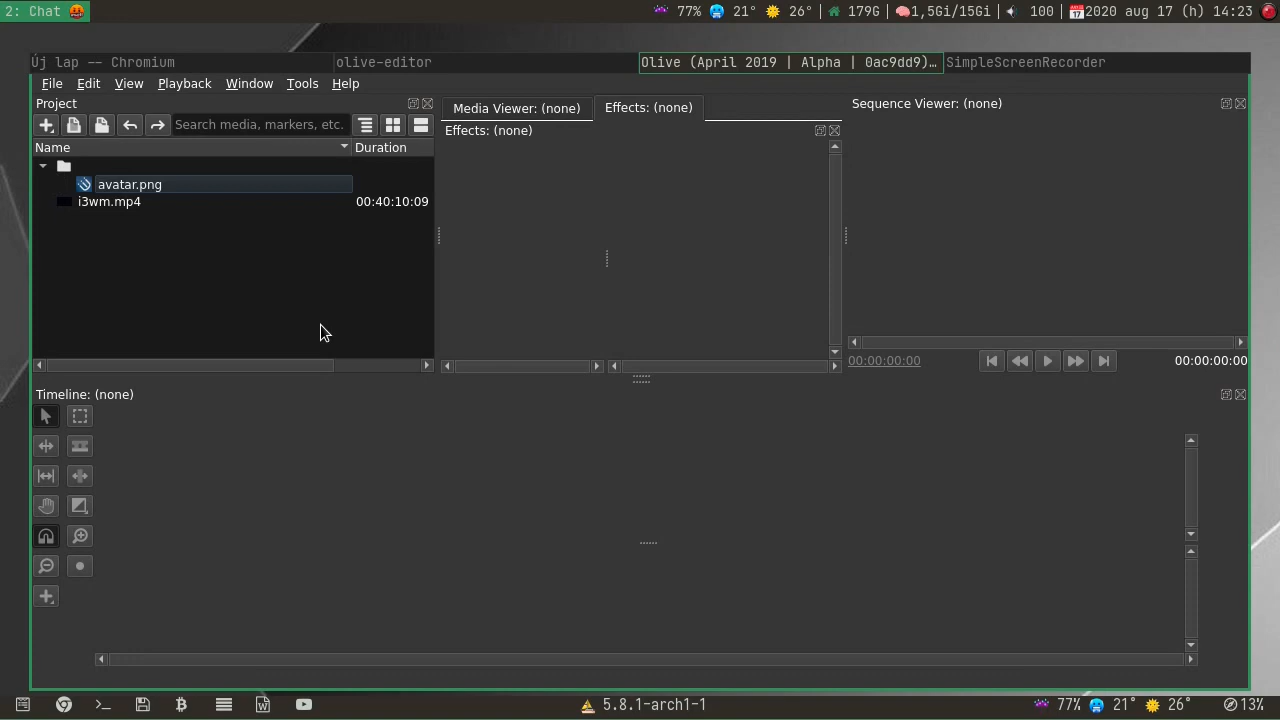 2: Chat
77% 21° 26° | 179G | 1,5Gi/15Gi | 100 | 2020 aug 17 (h) 14:23
Új lap -- Chromium
olive-editor
Olive (April 2019 | Alpha | 0ac9dd9)…
SimpleScreenRecorder
File Edit View Playback Window Tools Help
Project
Search media, markers, etc.
Name Duration
avatar.png
i3wm.mp4 00:40:10:09
Media Viewer: (none) Effects: (none)
Effects: (none)
Sequence Viewer: (none)
00:00:00:00 00:00:00:00
Timeline: (none)
5.8.1-arch1-1
77% 21° 26° | 13%